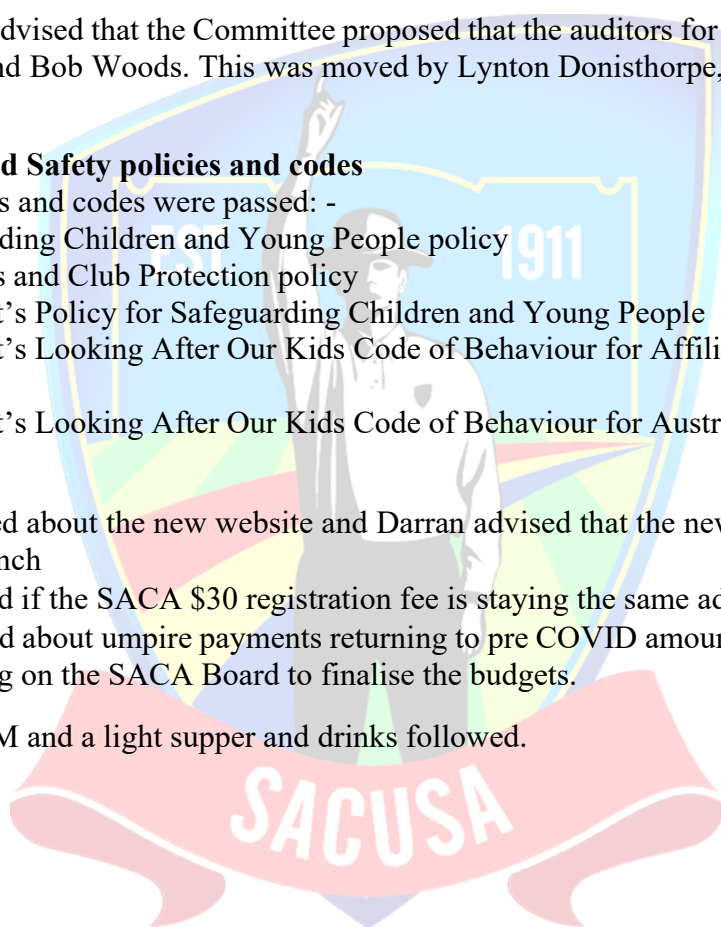 dvised that the Committee proposed that the auditors for
nd Bob Woods. This was moved by Lynton Donisthorpe,
d Safety policies and codes
s and codes were passed: -
ding Children and Young People policy
s and Club Protection policy
t’s Policy for Safeguarding Children and Young People
t’s Looking After Our Kids Code of Behaviour for Affili
t’s Looking After Our Kids Code of Behaviour for Austr
ed about the new website and Darran advised that the new
nch
d if the SACA $30 registration fee is staying the same ad
d about umpire payments returning to pre COVID amoun
g on the SACA Board to finalise the budgets.
M and a light supper and drinks followed.
EST 1911
SACUSA